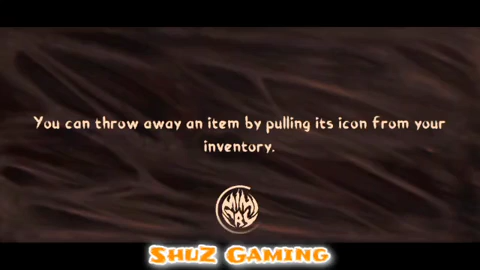 You can throw away an item by pulling its icon from your
inventory.
ShuZ Gaming